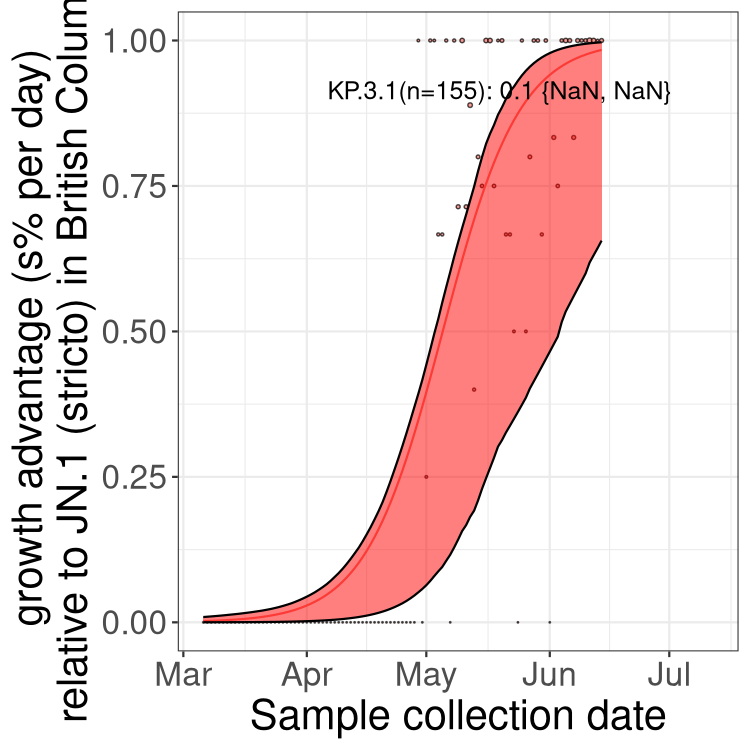 growth advantage (s% per day)
relative to JN.1 (stricto) in British Colum
1.00
0.75
0.50
0.25
0.00
KP.3.1(n=155): 0.1 {NaN, NaN}
Mar Apr May Jun Jul
Sample collection date